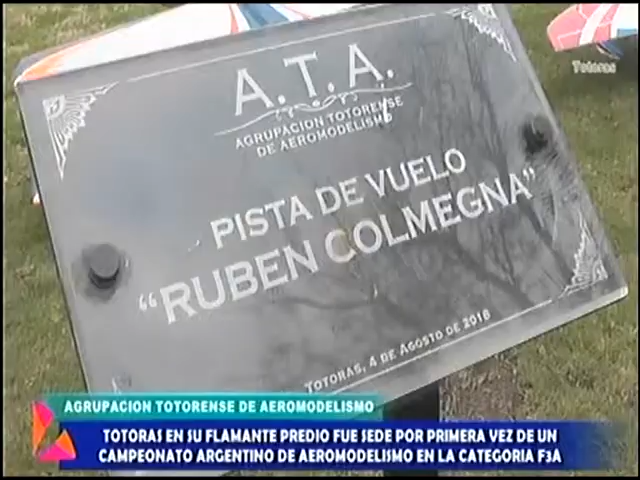 Totoras
A.T.A.
AGRUPACION TOTORENSE
DE AEROMODELISMO
PISTA DE VUELO
"RUBEN COLMEGNA"
TOTORAS, 4 DE AGOSTO DE 2018
AGRUPACION TOTORENSE DE AEROMODELISMO
TOTORAS EN SU FLAMANTE PREDIO FUE SEDE POR PRIMERA VEZ DE UN
CAMPEONATO ARGENTINO DE AEROMODELISMO EN LA CATEGORIA F3A